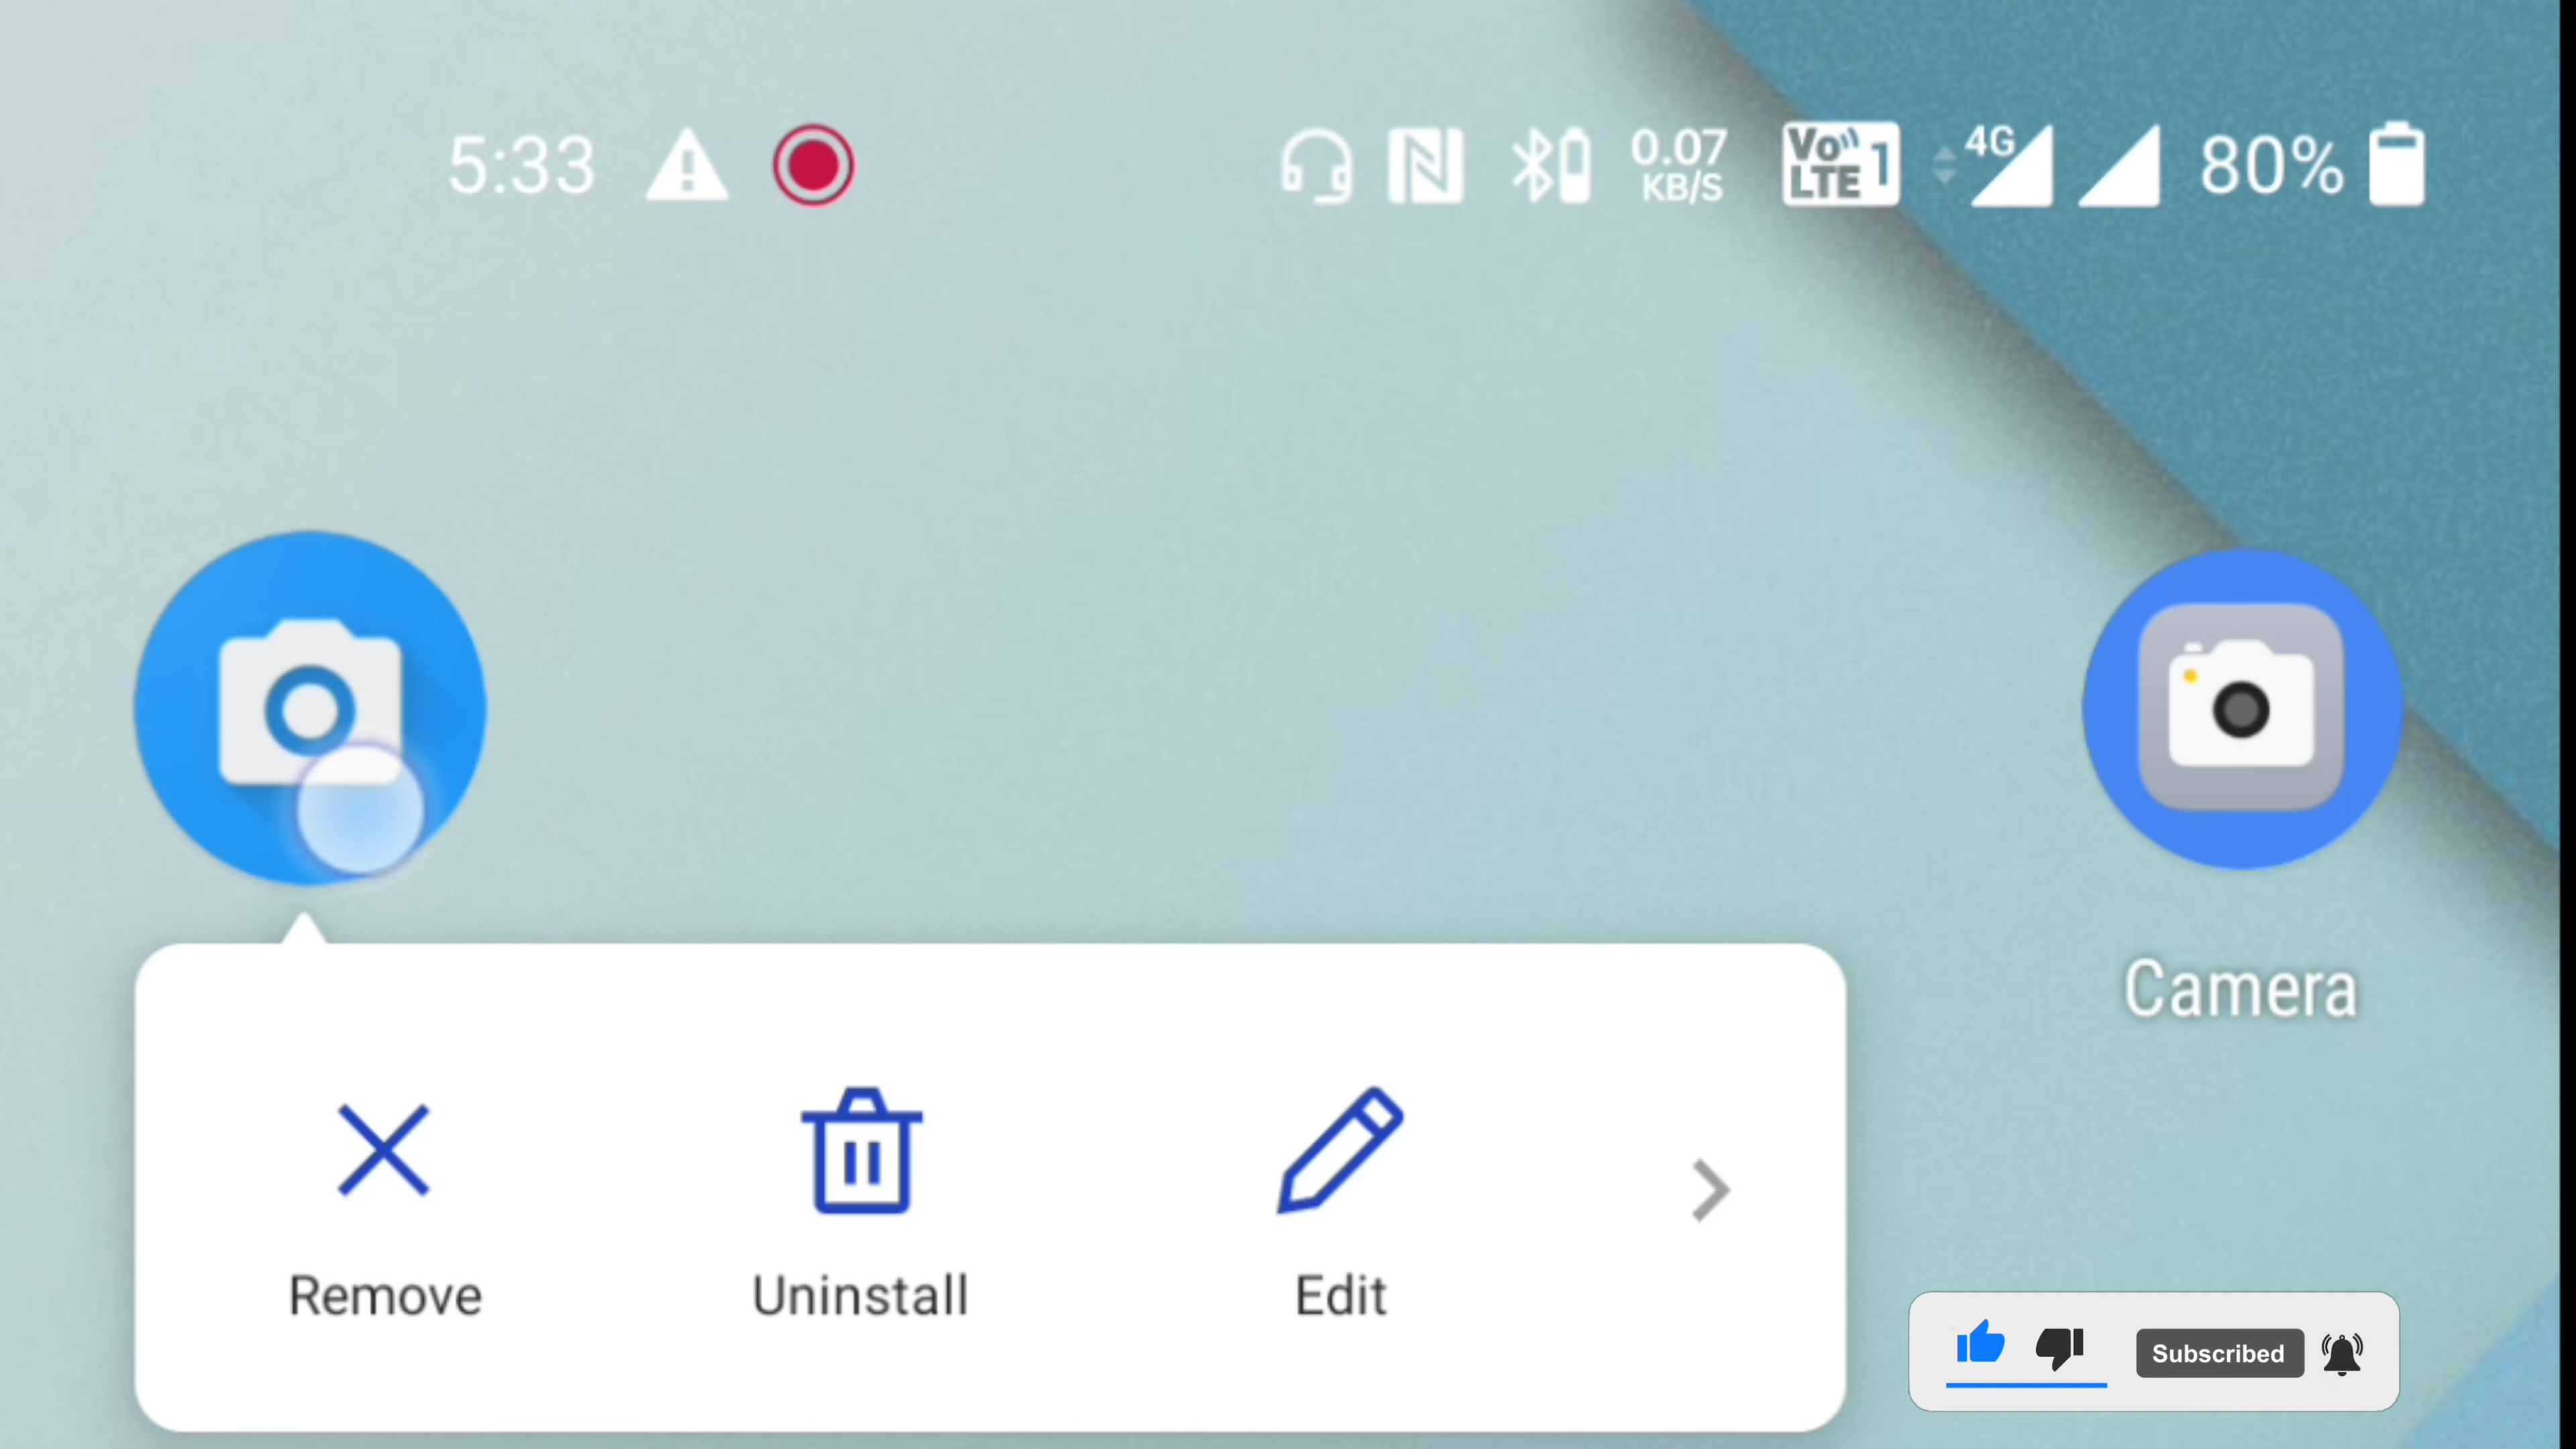 5:33
0.07
KB/S
Vo
LTE 1
4G
80%
Camera
Remove
Uninstall
Edit
Subscribed